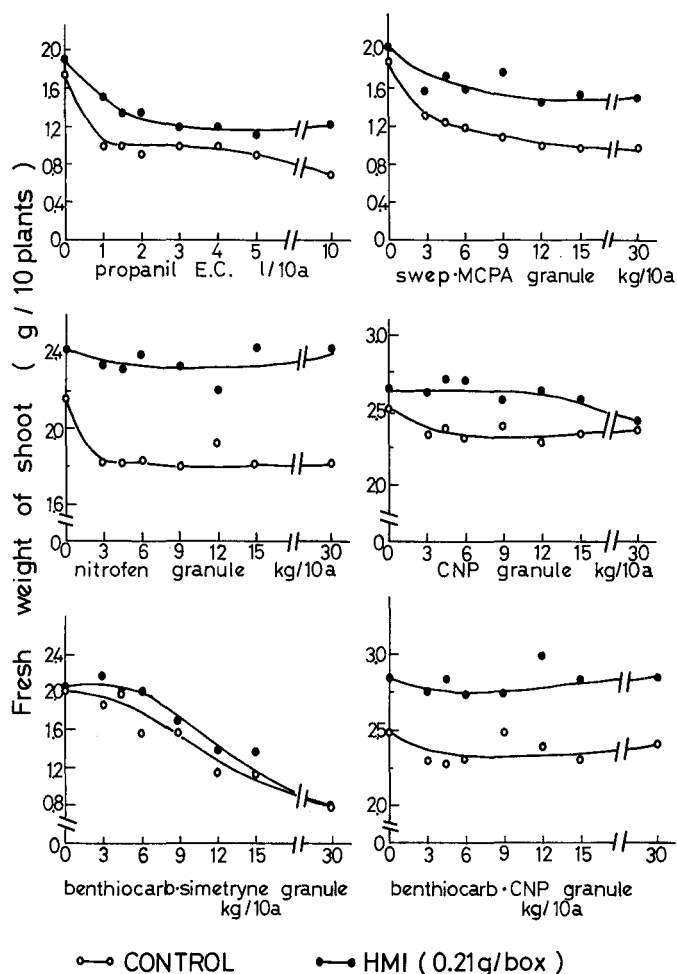 Fresh weight of shoot ( g / 10 plants )
2.0
1.6
1.2
0.8
0.4
0
0 1 2 3 4 5 10
propanil E.C. l/10a
2.0
1.6
1.2
0.8
0.4
0
0 3 6 9 12 15 30
swep·MCPA granule kg/10a
2.4
2.0
1.6
0
0 3 6 9 12 15 30
nitrofen granule kg/10a
3.0
2.5
2.0
0
0 3 6 9 12 15 30
CNP granule kg/10a
2.4
2.0
1.6
1.2
0.8
0
0 3 6 9 12 15 30
benthiocarb·simetryne granule
kg/10a
3.0
2.5
2.0
0
0 3 6 9 12 15 30
benthiocarb·CNP granule
kg/10a
CONTROL HMI ( 0.21g/box )